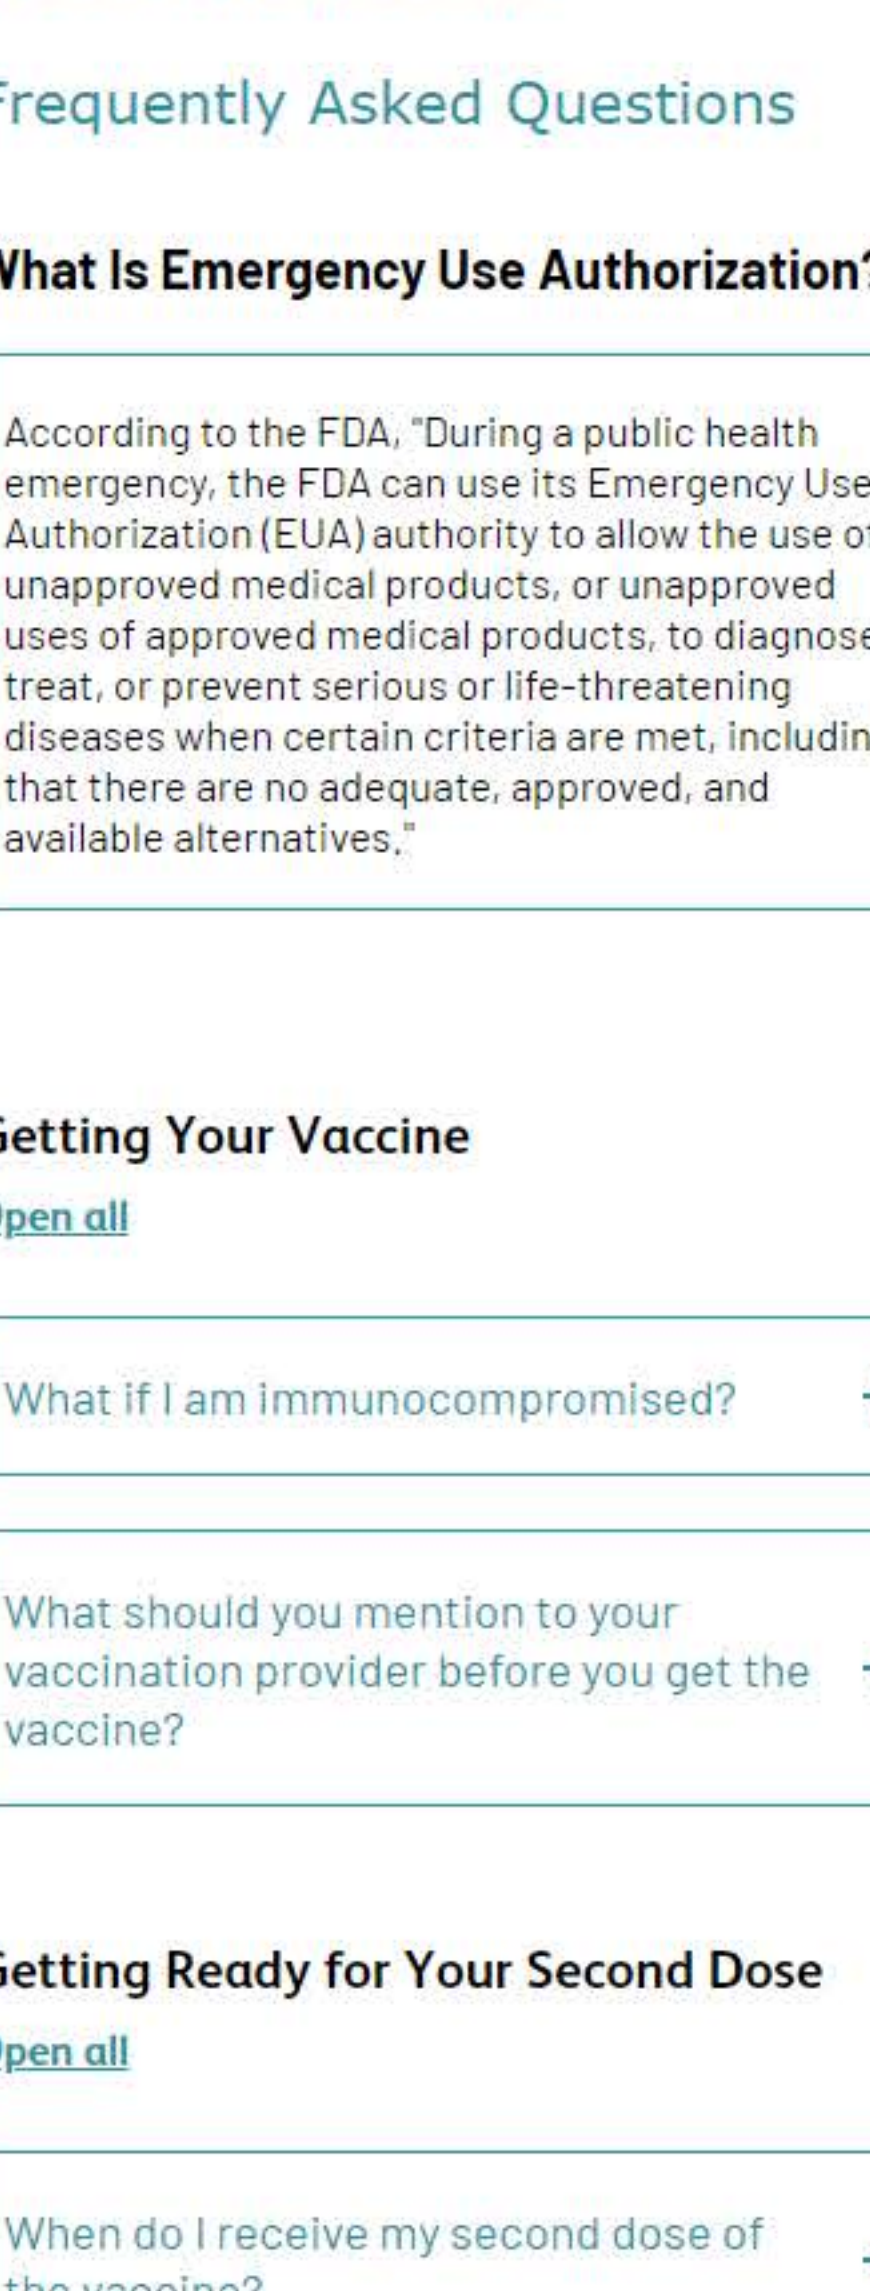 Frequently Asked Questions
What Is Emergency Use Authorization?
According to the FDA, "During a public health
emergency, the FDA can use its Emergency Use
Authorization (EUA) authority to allow the use of
unapproved medical products, or unapproved
uses of approved medical products, to diagnose
treat, or prevent serious or life-threatening
diseases when certain criteria are met, includin
that there are no adequate, approved, and
available alternatives."
Getting Your Vaccine
Open all
What if I am immunocompromised?
What should you mention to your
vaccination provider before you get the
vaccine?
Getting Ready for Your Second Dose
Open all
When do I receive my second dose of
the vaccine?